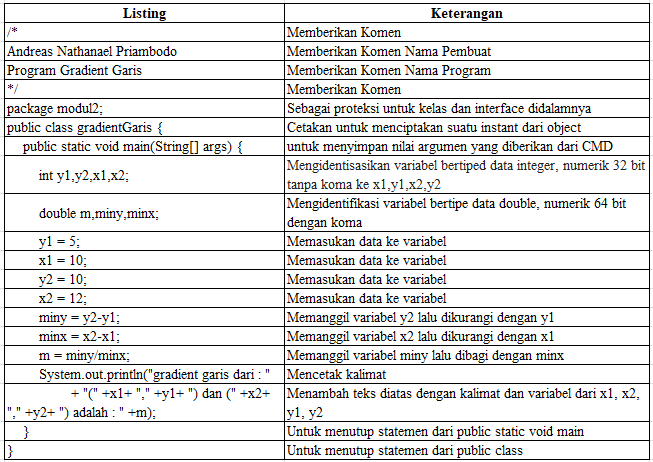 Listing Keterangan
/* Memberikan Komen
Andreas Nathanael Priambodo Memberikan Komen Nama Pembuat
Program Gradient Garis Memberikan Komen Nama Program
*/ Memberikan Komen
package modul2; Sebagai proteksi untuk kelas dan interface didalamnya
public class gradientGaris { Cetakan untuk menciptakan suatu instant dari object
public static void main(String[] args) { untuk menyimpan nilai argumen yang diberikan dari CMD
int y1,y2,x1,x2; Mengidentisasikan variabel bertiped data integer, numerik 32 bit
tanpa koma ke x1,y1,x2,y2
double m,miny,minx; Mengidentifikasi variabel bertipe data double, numerik 64 bit
dengan koma
y1 = 5; Memasukan data ke variabel
x1 = 10; Memasukan data ke variabel
y2 = 10; Memasukan data ke variabel
x2 = 12; Memasukan data ke variabel
miny = y2-y1; Memanggil variabel y2 lalu dikurangi dengan y1
minx = x2-x1; Memanggil variabel x2 lalu dikurangi dengan x1
m = miny/minx; Memanggil variabel miny lalu dibagi dengan minx
System.out.println("gradient garis dari : " Mencetak kalimat
+ "(" +x1+ "," +y1+ ") dan (" +x2+ Menambah teks diatas dengan kalimat dan variabel dari x1, x2,
"," +y2+ ") adalah : " +m); y1, y2
} Untuk menutup statemen dari public static void main
} Untuk menutup statemen dari public class